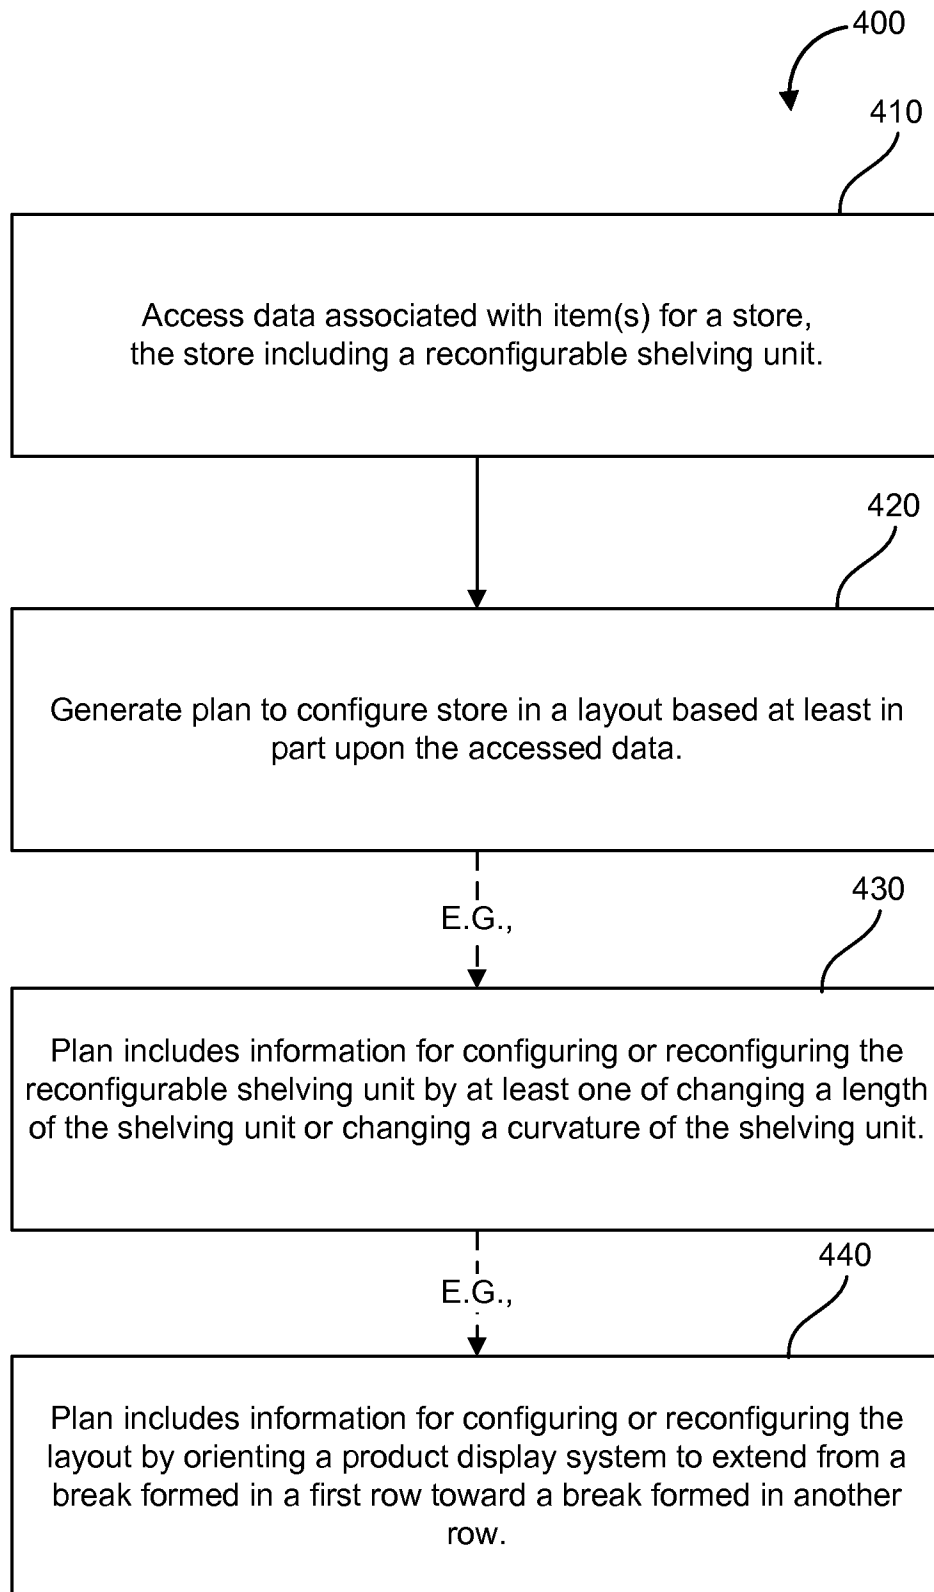 400
410
Access data associated with item(s) for a store,
the store including a reconfigurable shelving unit.
420
Generate plan to configure store in a layout based at least in
part upon the accessed data.
430
E.G.,
Plan includes information for configuring or reconfiguring the
reconfigurable shelving unit by at least one of changing a length
of the shelving unit or changing a curvature of the shelving unit.
440
E.G.,
Plan includes information for configuring or reconfiguring the
layout by orienting a product display system to extend from a
break formed in a first row toward a break formed in another
row.